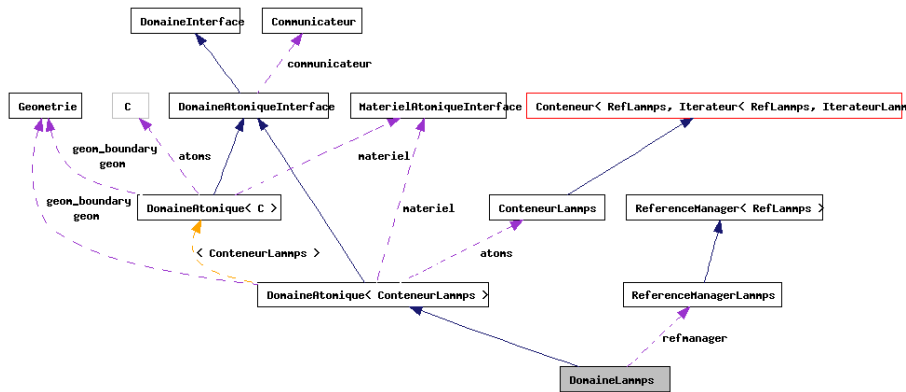 DomaineInterface
Communicateur
communicateur
Geometrie
C
DomaineAtomiqueInterface
MaterielAtomiqueInterface
Conteneur< RefLammps, Iterateur< RefLammps, IterateurLamm
geom_boundary
geom
atoms
materiel
geom_boundary
geom
DomaineAtomique< C >
materiel
ConteneurLammps
ReferenceManager< RefLammps >
< ConteneurLammps >
atoms
DomaineAtomique< ConteneurLammps >
ReferenceManagerLammps
refmanager
DomaineLammps